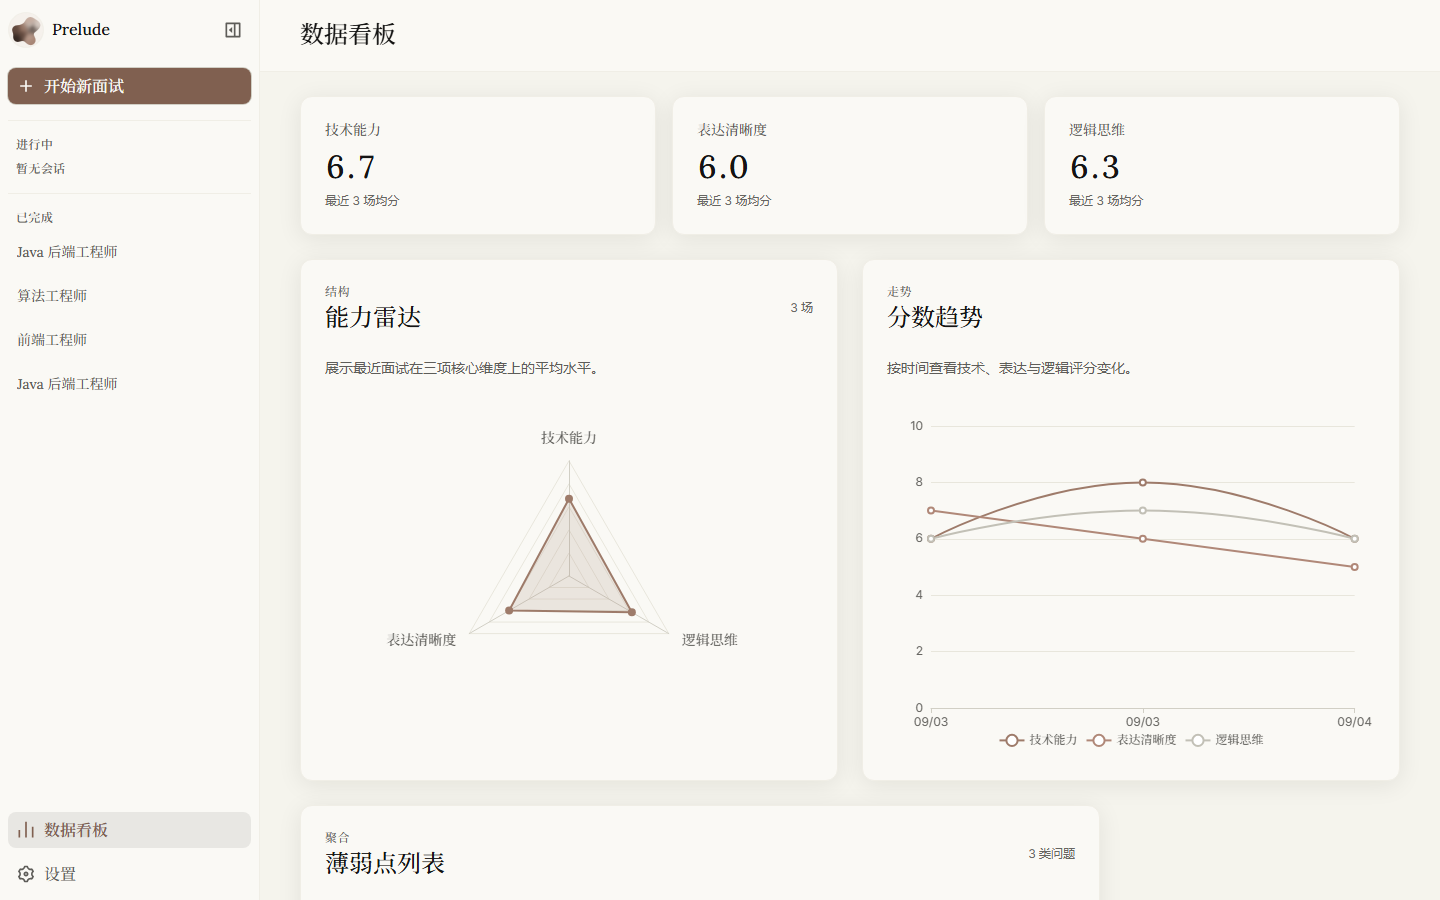 Prelude
开始新面试
进行中
暂无会话
已完成
Java 后端工程师
算法工程师
前端工程师
Java 后端工程师
数据看板
设置
数据看板
技术能力
6.7
最近 3 场均分
表达清晰度
6.0
最近 3 场均分
逻辑思维
6.3
最近 3 场均分
结构
能力雷达
3 场
展示最近面试在三项核心维度上的平均水平。
技术能力
表达清晰度
逻辑思维
走势
分数趋势
按时间查看技术、表达与逻辑评分变化。
10
8
6
4
2
0
09/03 09/03 09/04
技术能力 表达清晰度 逻辑思维
聚合
薄弱点列表
3 类问题